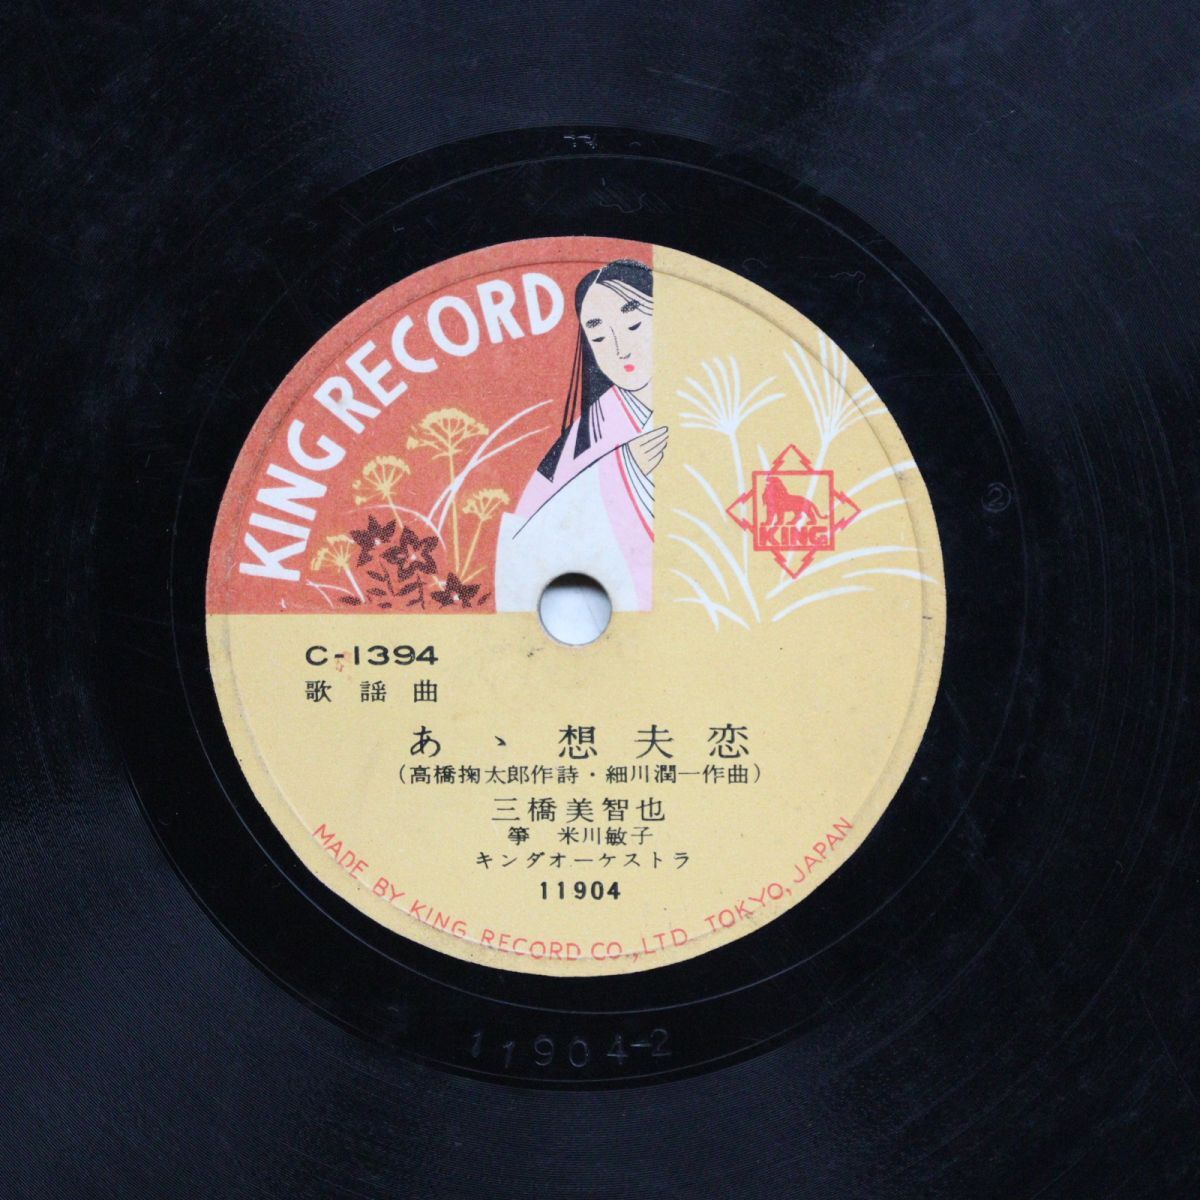 KING RECORD
KING
C-1394
歌謡曲
あゝ想夫恋
（高橋掬太郎作詩・細川潤一作曲）
三橋美智也
箏 米川敏子
キングオーケストラ
11904
MADE BY KING RECORD CO., LTD. TOKYO, JAPAN
11904-2
②